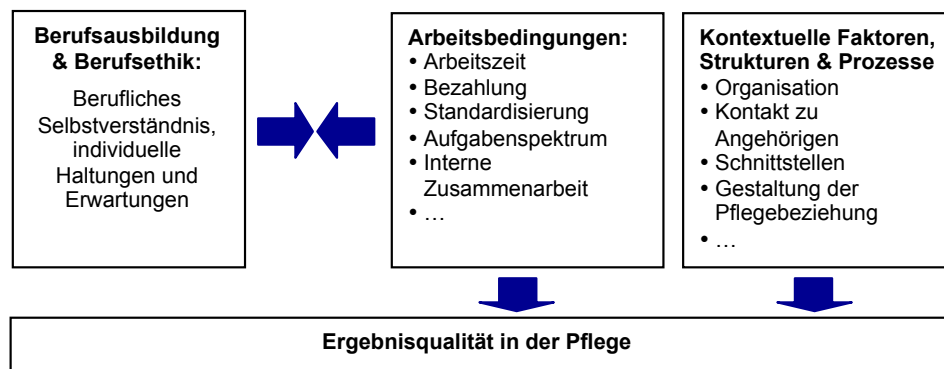 Berufsausbildung
& Berufsethik:
Berufliches
Selbstverständnis,
individuelle
Haltungen und
Erwartungen
Arbeitsbedingungen:
• Arbeitszeit
• Bezahlung
• Standardisierung
• Aufgabenspektrum
• Interne
Zusammenarbeit
• …
Kontextuelle Faktoren,
Strukturen & Prozesse
• Organisation
• Kontakt zu
Angehörigen
• Schnittstellen
• Gestaltung der
Pflegebeziehung
• …
Ergebnisqualität in der Pflege